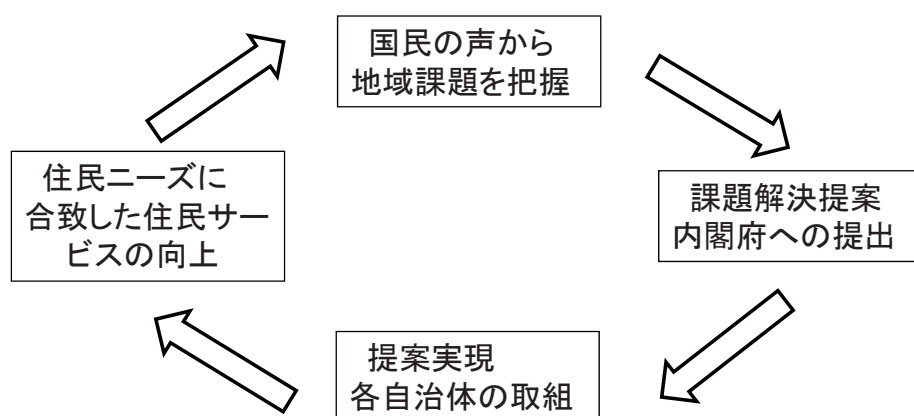 国民の声から
地域課題を把握
課題解決提案
内閣府への提出
提案実現
各自治体の取組
住民ニーズに
合致した住民サー
ビスの向上